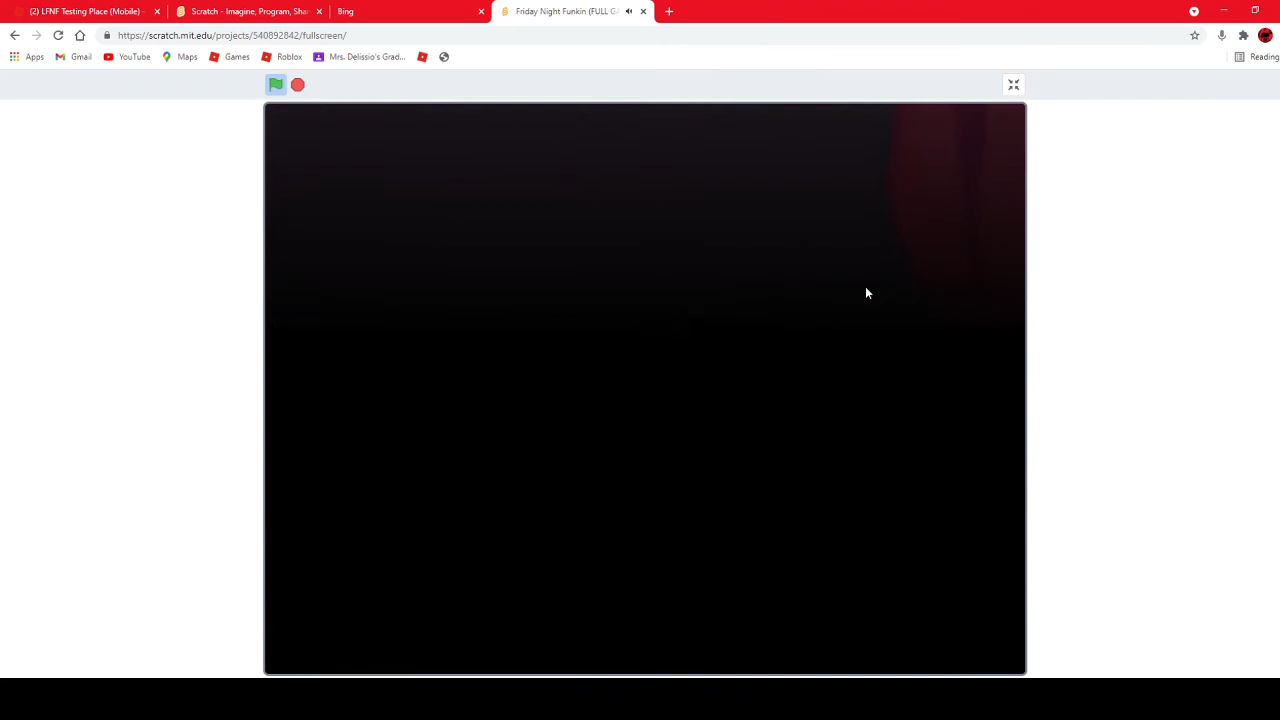 (2) LFNF Testing Place (Mobile) -
Scratch - Imagine, Program, Shar
Bing
Friday Night Funkin (FULL GA
https://scratch.mit.edu/projects/540892842/fullscreen/
Apps Gmail YouTube Maps Games Roblox Mrs. Delissio's Grad... Reading